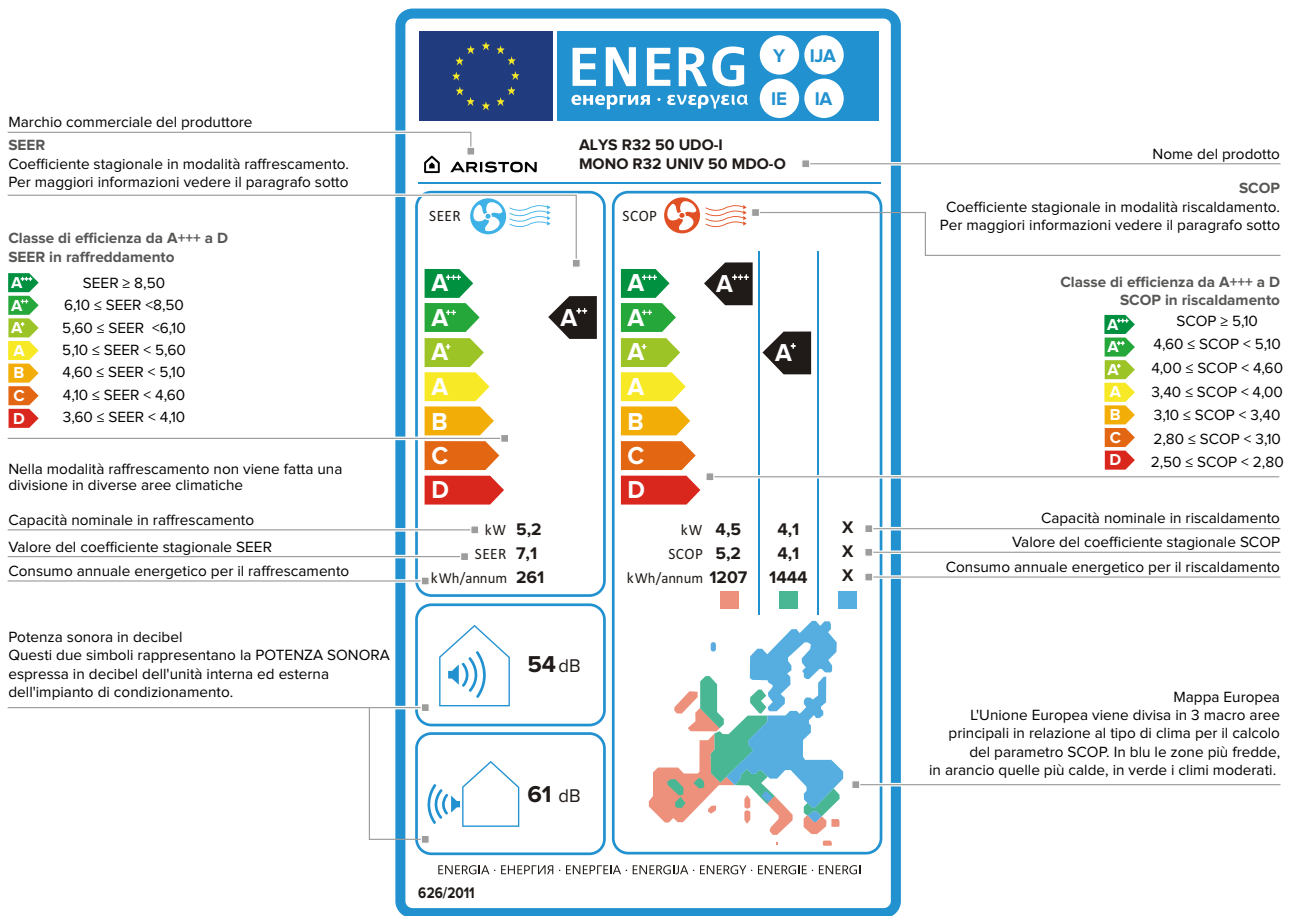 ENERG
енергия · ενεργεια
Y
IJA
IE
IA
Marchio commerciale del produttore
SEER
Coefficiente stagionale in modalità raffrescamento.
Per maggiori informazioni vedere il paragrafo sotto
ARISTON
ALYS R32 50 UDO-I
MONO R32 UNIV 50 MDO-O
Nome del prodotto
SCOP
Coefficiente stagionale in modalità riscaldamento.
Per maggiori informazioni vedere il paragrafo sotto
Classe di efficienza da A+++ a D
SEER in raffreddamento
A+++ SEER ≥ 8,50
A++ 6,10 ≤ SEER <8,50
A+ 5,60 ≤ SEER <6,10
A 5,10 ≤ SEER < 5,60
B 4,60 ≤ SEER < 5,10
C 4,10 ≤ SEER < 4,60
D 3,60 ≤ SEER < 4,10
Nella modalità raffrescamento non viene fatta una
divisione in diverse aree climatiche
Capacità nominale in raffrescamento
Valore del coefficiente stagionale SEER
Consumo annuale energetico per il raffrescamento
Potenza sonora in decibel
Questi due simboli rappresentano la POTENZA SONORA
espressa in decibel dell'unità interna ed esterna
dell'impianto di condizionamento.
SEER
A+++
A++
A++
A+
A
B
C
D
kW 5,2
SEER 7,1
kWh/annum 261
54 dB
61 dB
SCOP
A+++
A+++
A++
A+
A+
A
B
C
D
kW 4,5 4,1 X
SCOP 5,2 4,1 X
kWh/annum 1207 1444 X
Classe di efficienza da A+++ a D
SCOP in riscaldamento
A+++ SCOP ≥ 5,10
A++ 4,60 ≤ SCOP < 5,10
A+ 4,00 ≤ SCOP < 4,60
A 3,40 ≤ SCOP < 4,00
B 3,10 ≤ SCOP < 3,40
C 2,80 ≤ SCOP < 3,10
D 2,50 ≤ SCOP < 2,80
Capacità nominale in riscaldamento
Valore del coefficiente stagionale SCOP
Consumo annuale energetico per il riscaldamento
Mappa Europea
L'Unione Europea viene divisa in 3 macro aree
principali in relazione al tipo di clima per il calcolo
del parametro SCOP. In blu le zone più fredde,
in arancio quelle più calde, in verde i climi moderati.
ENERGIA · ЕНЕРГИЯ · ΕΝΕΡΓΕΙΑ · ENERGIJA · ENERGY · ENERGIE · ENERGI
626/2011